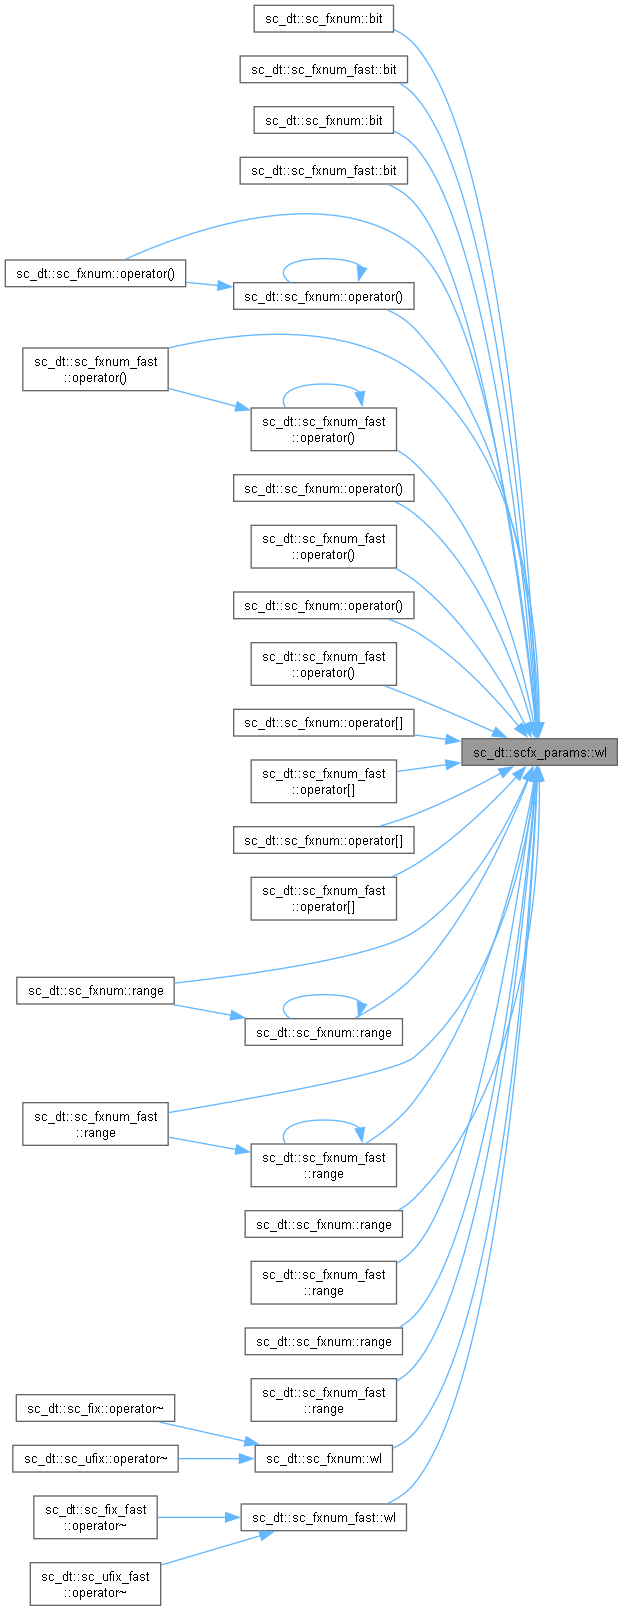 sc_dt::sc_fxnum::bit
sc_dt::sc_fxnum_fast::bit
sc_dt::sc_fxnum::bit
sc_dt::sc_fxnum_fast::bit
sc_dt::sc_fxnum::operator()
sc_dt::sc_fxnum::operator()
sc_dt::sc_fxnum_fast
::operator()
sc_dt::sc_fxnum_fast
::operator()
sc_dt::sc_fxnum::operator()
sc_dt::sc_fxnum_fast
::operator()
sc_dt::sc_fxnum::operator()
sc_dt::sc_fxnum_fast
::operator()
sc_dt::sc_fxnum::operator[]
sc_dt::scfx_params::wl
sc_dt::sc_fxnum_fast
::operator[]
sc_dt::sc_fxnum::operator[]
sc_dt::sc_fxnum_fast
::operator[]
sc_dt::sc_fxnum::range
sc_dt::sc_fxnum::range
sc_dt::sc_fxnum_fast
::range
sc_dt::sc_fxnum_fast
::range
sc_dt::sc_fxnum::range
sc_dt::sc_fxnum_fast
::range
sc_dt::sc_fxnum::range
sc_dt::sc_fxnum_fast
::range
sc_dt::sc_fix::operator~
sc_dt::sc_ufix::operator~
sc_dt::sc_fxnum::wl
sc_dt::sc_fix_fast
::operator~
sc_dt::sc_fxnum_fast::wl
sc_dt::sc_ufix_fast
::operator~